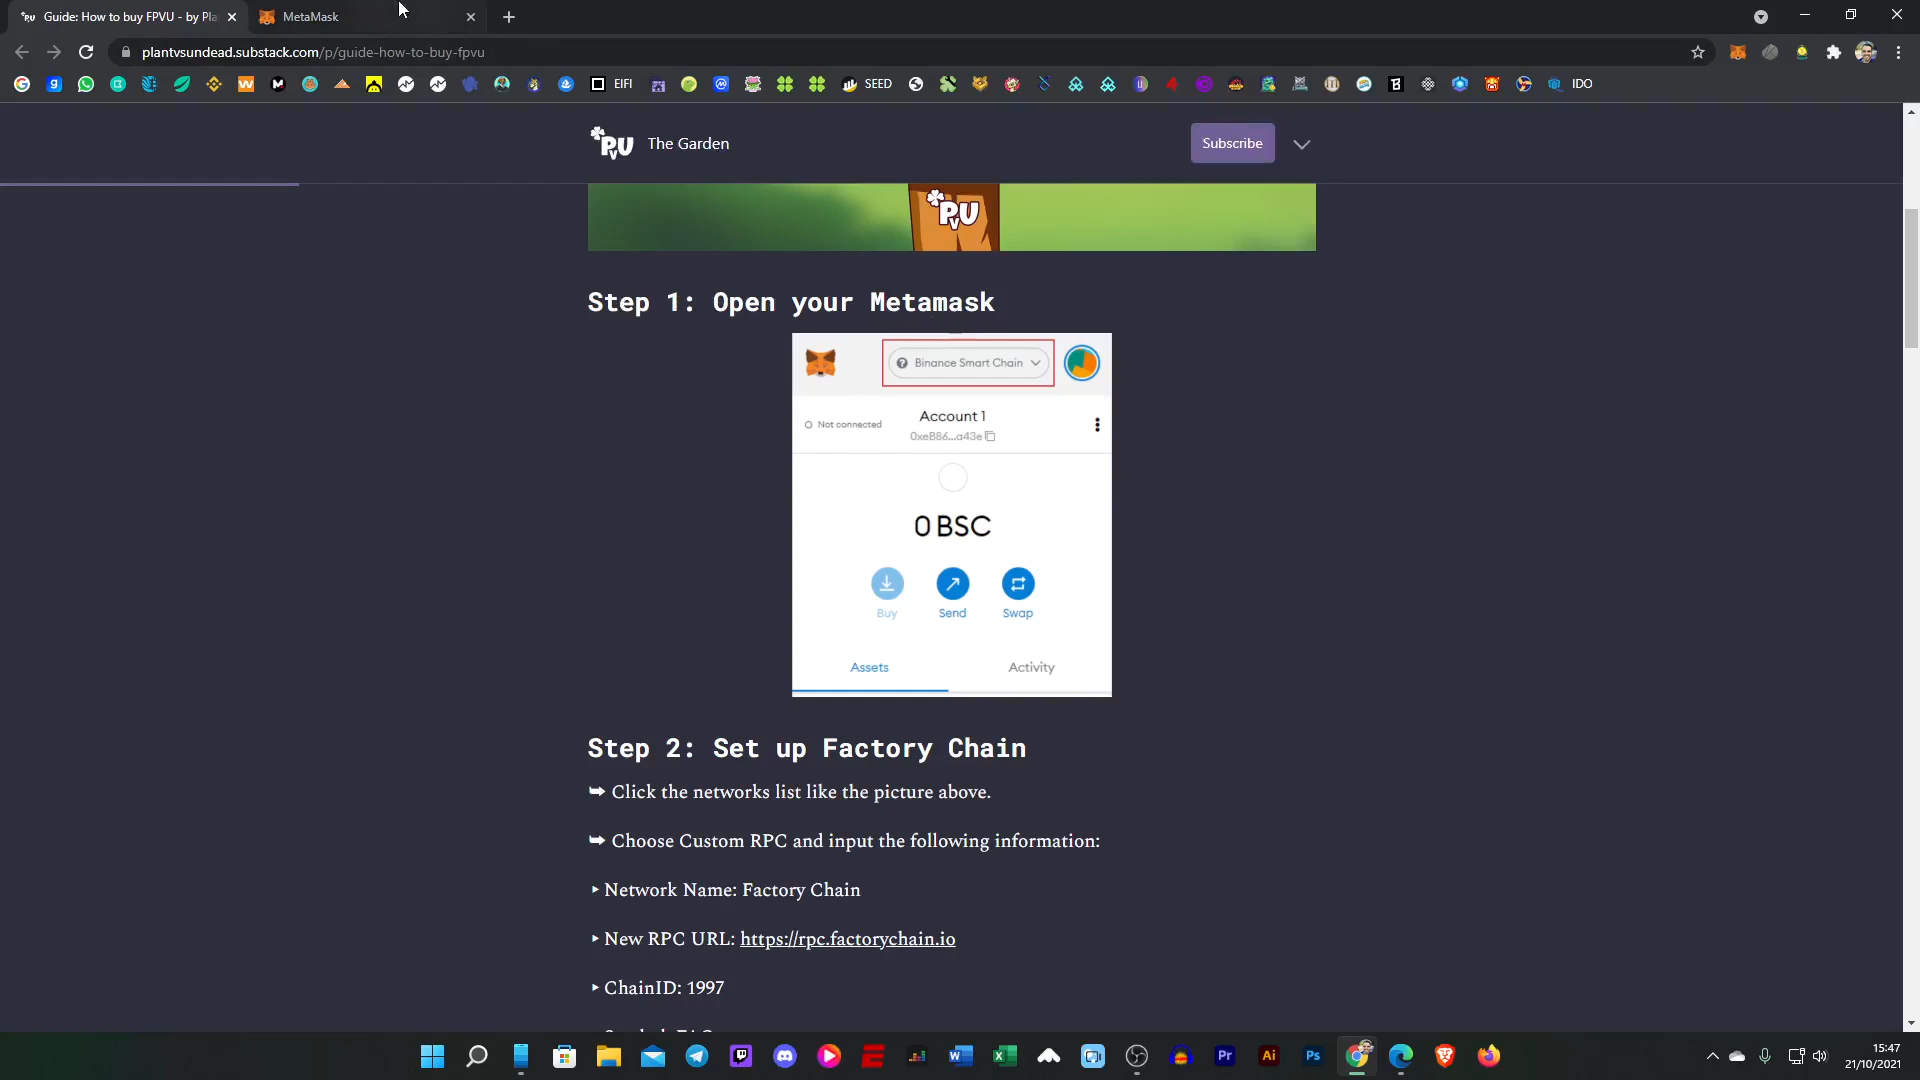 Guide: How to buy FPVU - by Pla
MetaMask
plantvsundead.substack.com/p/guide-how-to-buy-fpvu
EIFI
SEED
IDO
PVU
The Garden
Subscribe
PVU
Step 1: Open your Metamask
Binance Smart Chain
Account 1
Not connected
0xeB86...a43e
0 BSC
Buy
Send
Swap
Assets
Activity
Step 2: Set up Factory Chain
➥ Click the networks list like the picture above.
➥ Choose Custom RPC and input the following information:
‣ Network Name: Factory Chain
‣ New RPC URL: https://rpc.factorychain.io
‣ ChainID: 1997
15:47
21/10/2021